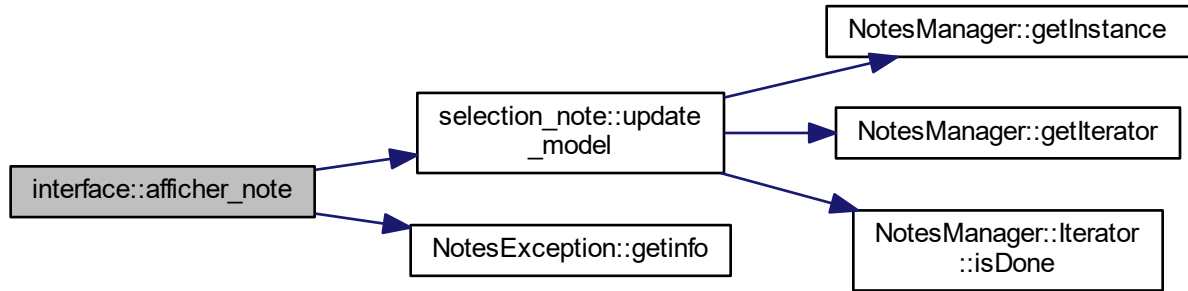 interface::afficher_note
selection_note::update
_model
NotesException::getinfo
NotesManager::getInstance
NotesManager::getIterator
NotesManager::Iterator
::isDone